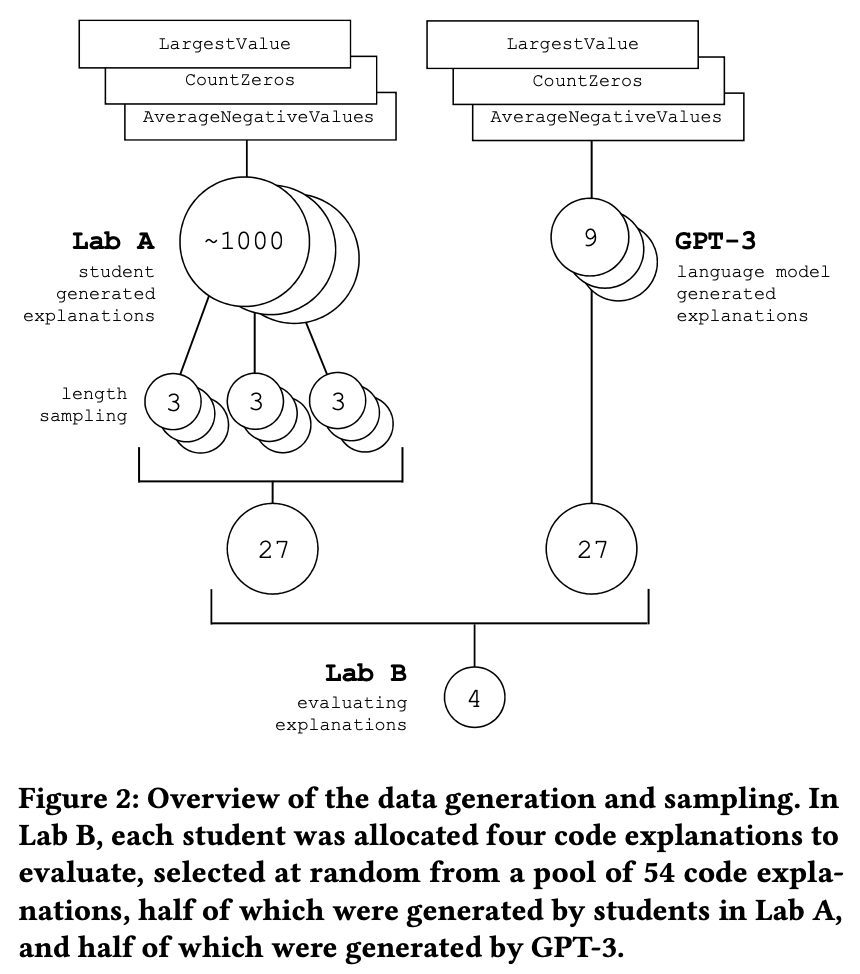 LargestValue
CountZeros
AverageNegativeValues
LargestValue
CountZeros
AverageNegativeValues
Lab A
student
generated
explanations
~1000
9
GPT-3
language model
generated
explanations
length
sampling
3
3
3
27
27
Lab B
evaluating
explanations
4
Figure 2: Overview of the data generation and sampling. In
Lab B, each student was allocated four code explanations to
evaluate, selected at random from a pool of 54 code expla-
nations, half of which were generated by students in Lab A,
and half of which were generated by GPT-3.